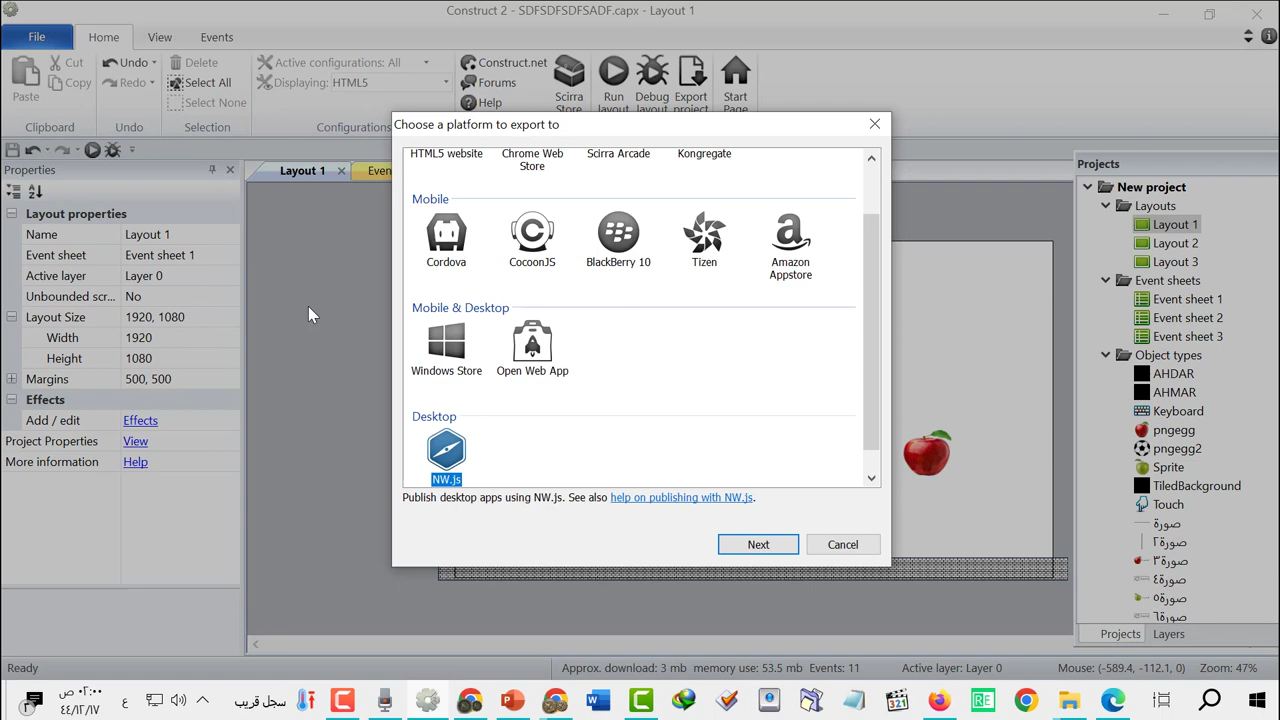 Construct 2 - SDFSDFSDFSADF.capx - Layout 1
File
Home
View
Events
Paste
Cut
Copy
Clipboard
Undo
Redo
Undo
Delete
Select All
Select None
Selection
Active configurations: All
Displaying: HTML5
Configurations
Construct.net
Forums
Help
Scirra
Store
Run
layout
Debug
layout
Export
project
Start
Page
Choose a platform to export to
HTML5 website
Chrome Web
Store
Scirra Arcade
Kongregate
Mobile
Cordova
CocoonJS
BlackBerry 10
Tizen
Amazon
Appstore
Mobile & Desktop
Windows Store
Open Web App
Desktop
NW.js
Publish desktop apps using NW.js. See also help on publishing with NW.js.
Next
Cancel
Properties
Layout properties
Name Layout 1
Event sheet Event sheet 1
Active layer Layer 0
Unbounded scr... No
Layout Size 1920, 1080
Width 1920
Height 1080
Margins 500, 500
Effects
Add / edit Effects
Project Properties View
More information Help
Layout 1
Even
Projects
New project
Layouts
Layout 1
Layout 2
Layout 3
Event sheets
Event sheet 1
Event sheet 2
Event sheet 3
Object types
AHDAR
AHMAR
Keyboard
pngegg
pngegg2
Sprite
TiledBackground
Touch
صورة
صورة٢
صورة٣
صورة٤
صورة٥
صورة٦
Projects
Layers
Ready
Approx. download: 3 mb
memory use: 53.5 mb
Events: 11
Active layer: Layer 0
Mouse: (-589.4, -112.1, 0)
Zoom: 47%
٠٢:٠٠ ص
٤٤/١٢/١٧
ع
سجل قريب
321
RE